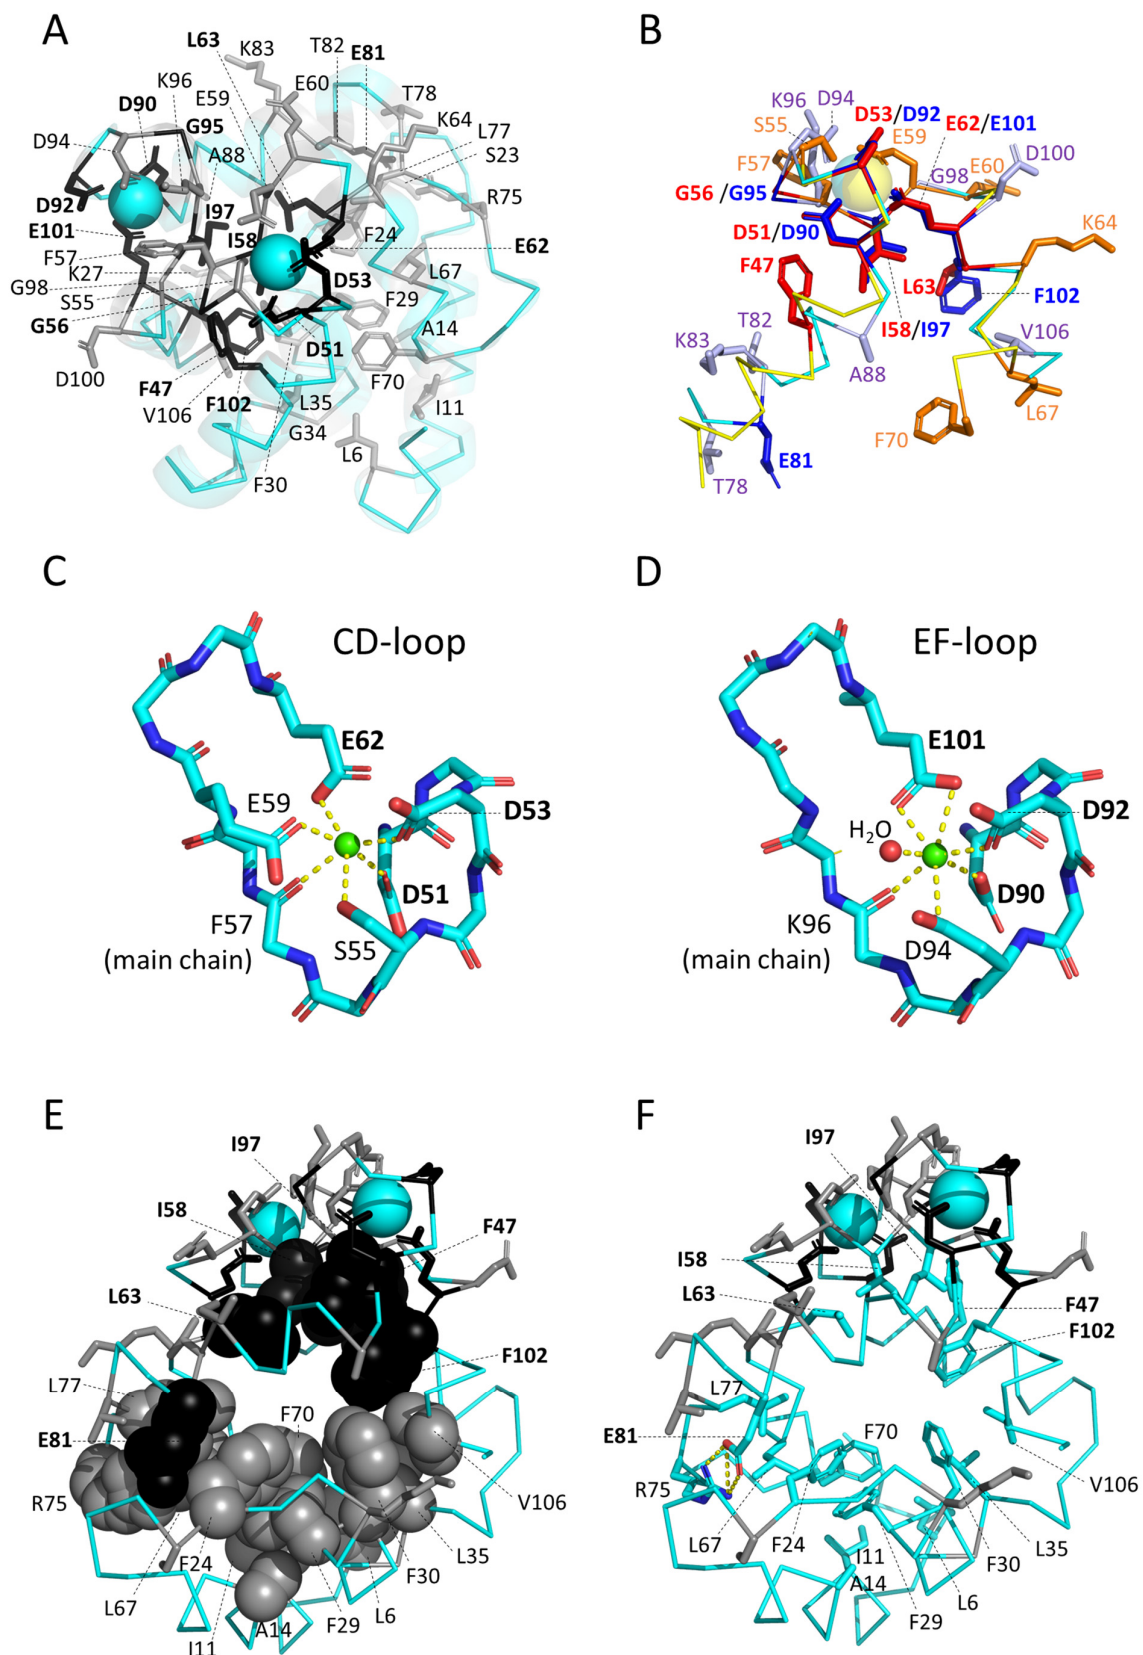 A
L63
K83
T82
E81
K96
E59
E60
T78
D90
G95
K64
D94
A88
L77
S23
R75
D92
I97
E101
I58
F24
E62
F57
K27
L67
G98
D53
S55
F29
G56
D51
A14
D100
F47
F70
V106
F102
L35
I11
G34
L6
F30
B
K96
D94
D53/D92
S55
E59
E62/E101
F57
G98
E60
D100
G56 /G95
D51/D90
K64
F47
L63
F102
T82
I58/I97
K83
V106
A88
L67
F70
E81
T78
C
CD-loop
E62
E59
D53
D51
F57
(main chain)
S55
D
EF-loop
E101
H2O
D92
D90
K96
(main chain)
D94
E
I97
I58
F47
L63
F102
L77
F70
E81
R75
V106
F24
L35
L67
F30
L6
I11
A14
F29
F
I97
I58
L63
F47
F102
L77
E81
F70
R75
V106
L67
F24
I11
A14
F30
L35
L6
F29